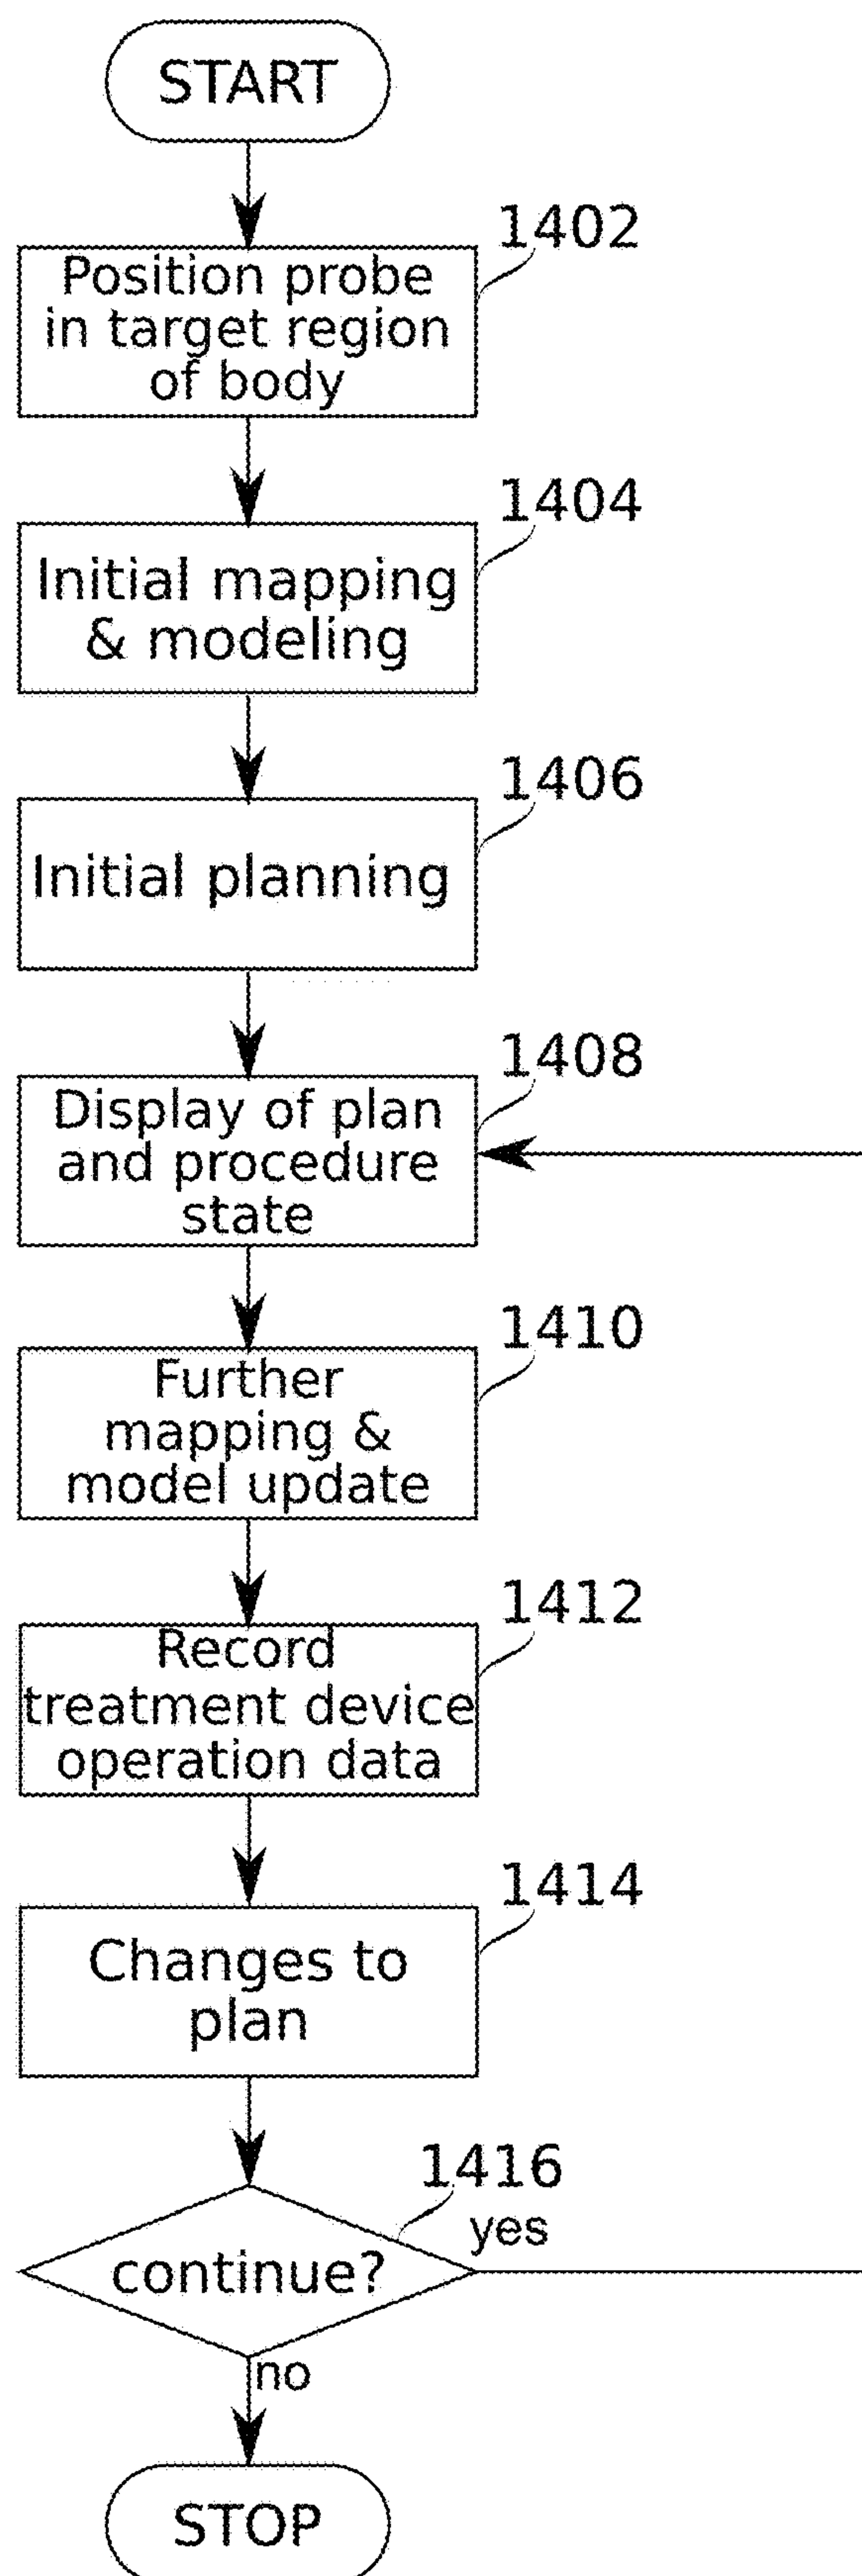 START
1402
Position probe
in target region
of body
1404
Initial mapping
& modeling
1406
Initial planning
1408
Display of plan
and procedure
state
1410
Further
mapping &
model update
1412
Record
treatment device
operation data
1414
Changes to
plan
1416
yes
continue?
no
STOP